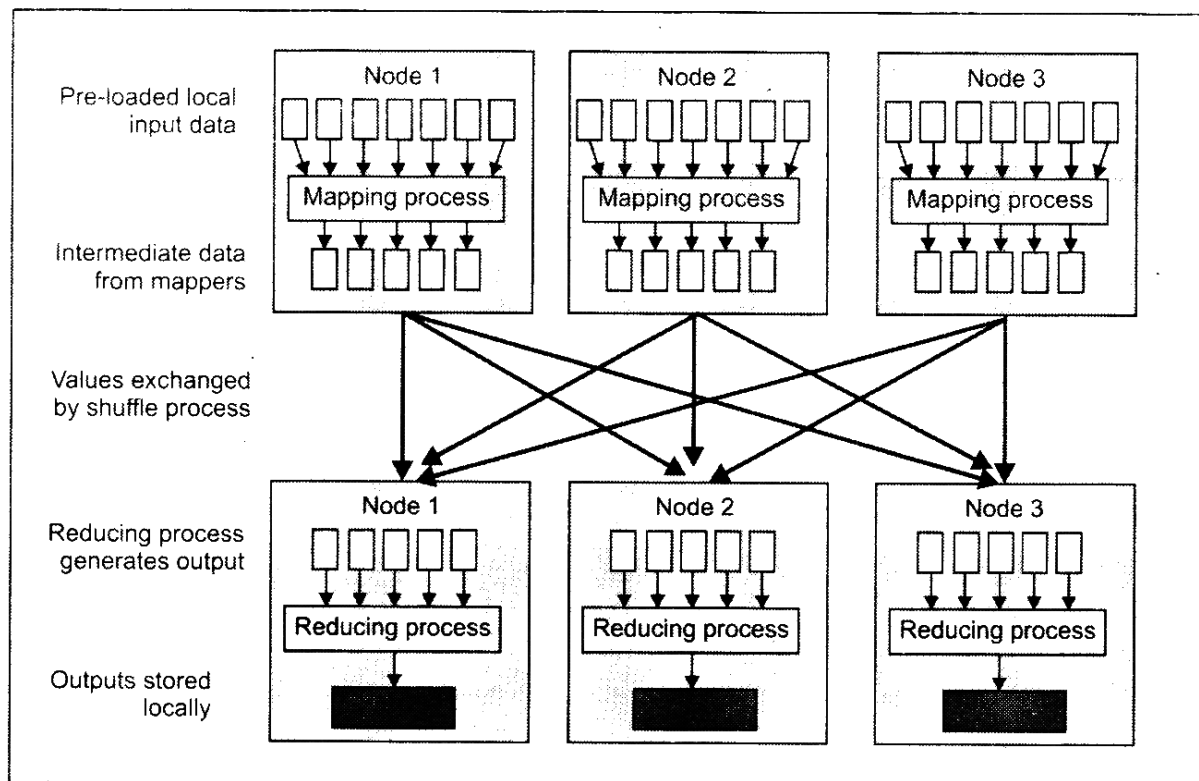 Node 1
Node 2
Node 3
Pre-loaded local
input data
Mapping process
Mapping process
Mapping process
Intermediate data
from mappers
Values exchanged
by shuffle process
Node 1
Node 2
Node 3
Reducing process
generates output
Reducing process
Reducing process
Reducing process
Outputs stored
locally